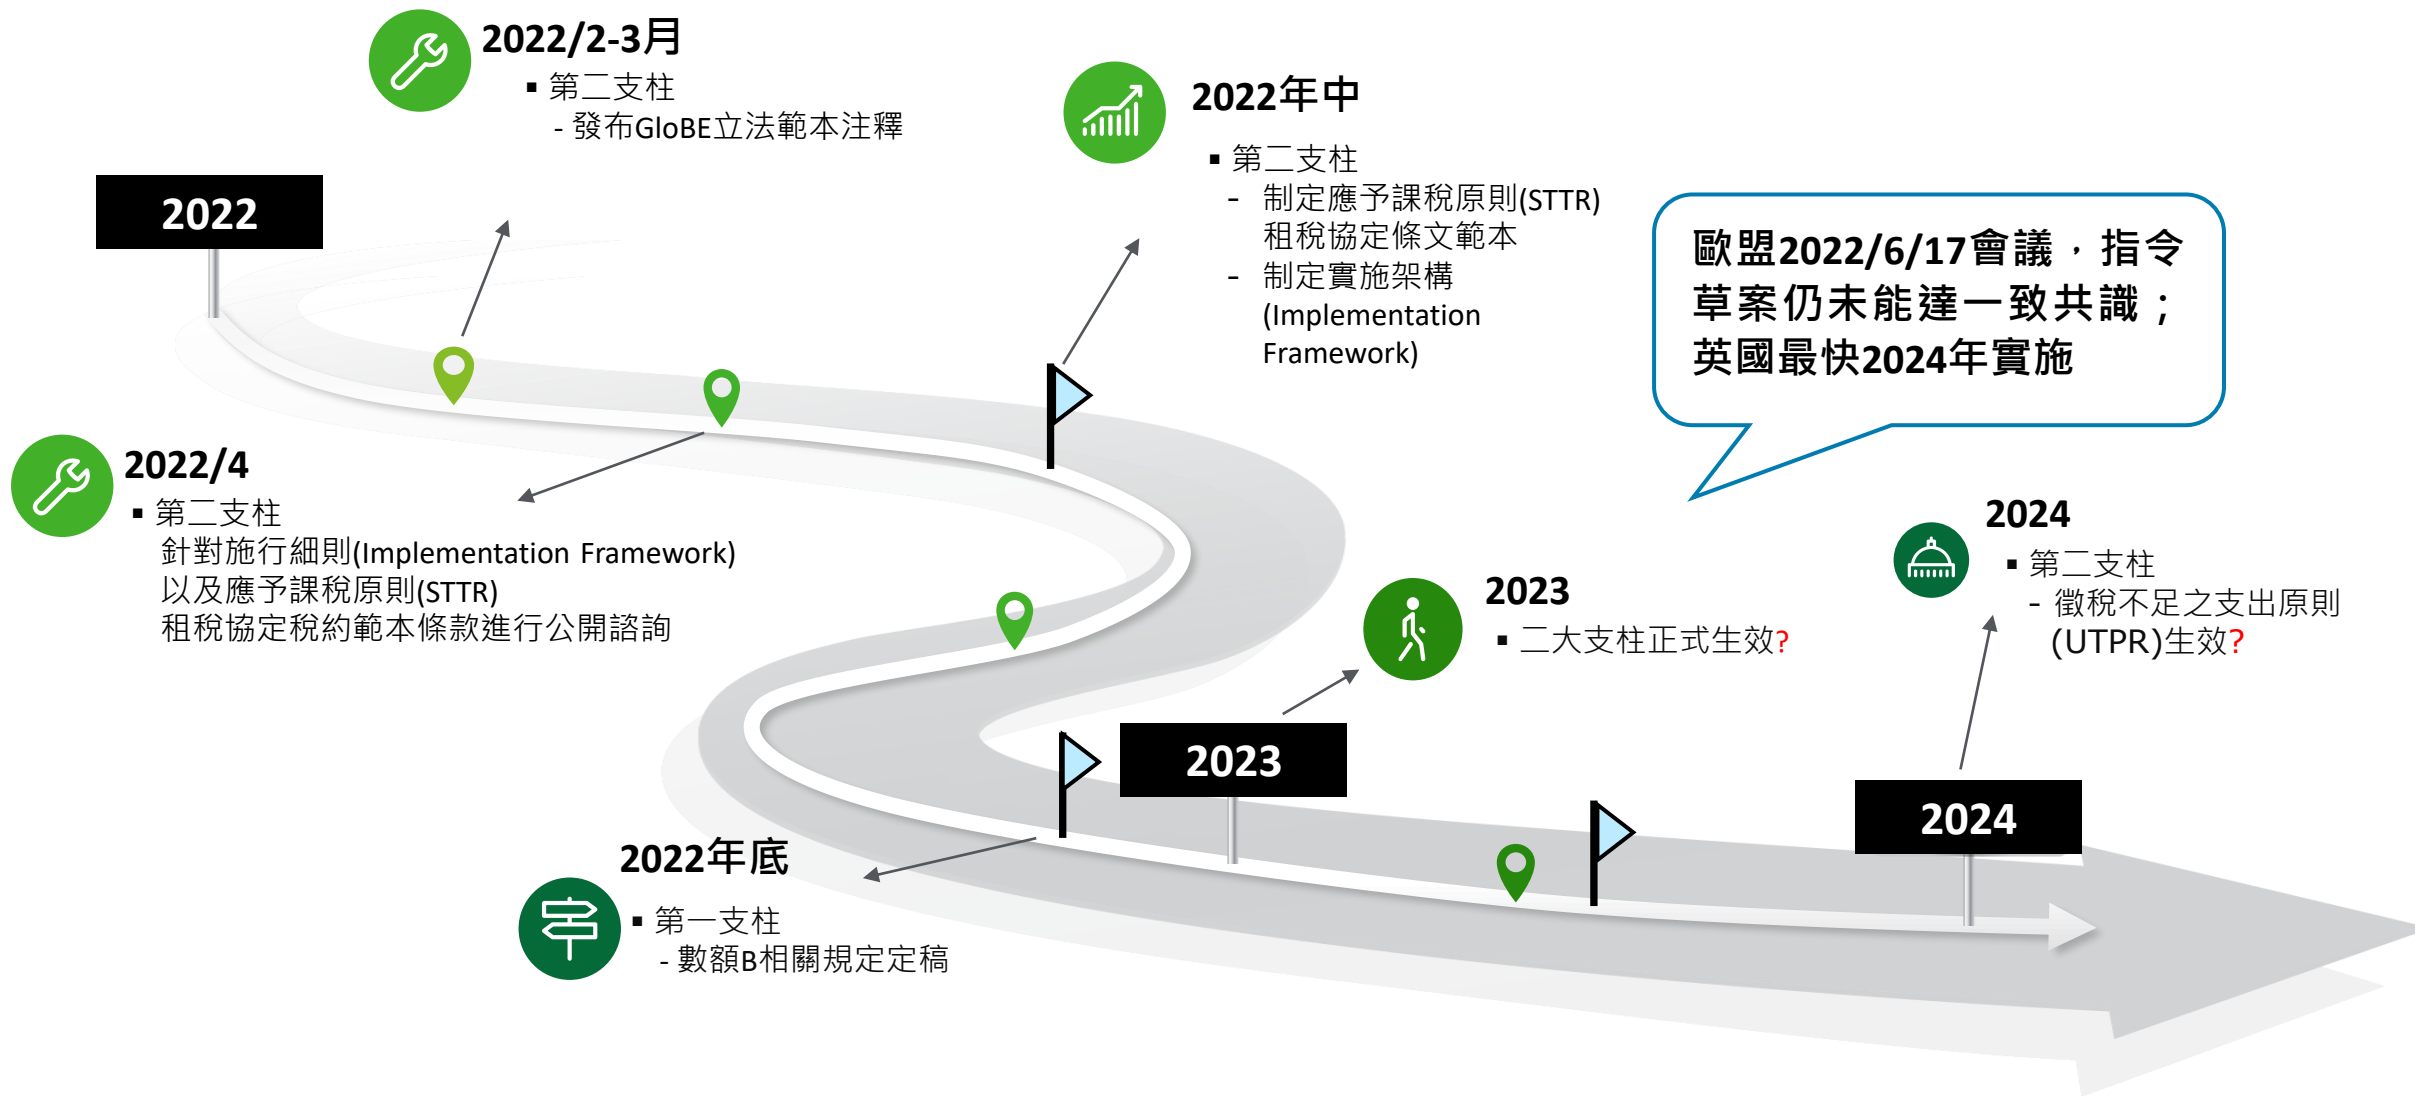 2022/2-3月
▪ 第二支柱
- 發布GloBE立法範本注釋
2022
2022年中
▪ 第二支柱
- 制定應予課稅原則(STTR)
租稅協定條文範本
- 制定實施架構
(Implementation
Framework)
歐盟2022/6/17會議，指令
草案仍未能達一致共識；
英國最快2024年實施
2022/4
▪ 第二支柱
針對施行細則(Implementation Framework)
以及應予課稅原則(STTR)
租稅協定稅約範本條款進行公開諮詢
2023
▪ 二大支柱正式生效?
2024
▪ 第二支柱
- 徵稅不足之支出原則
(UTPR)生效?
2023
2024
2022年底
▪ 第一支柱
- 數額B相關規定定稿